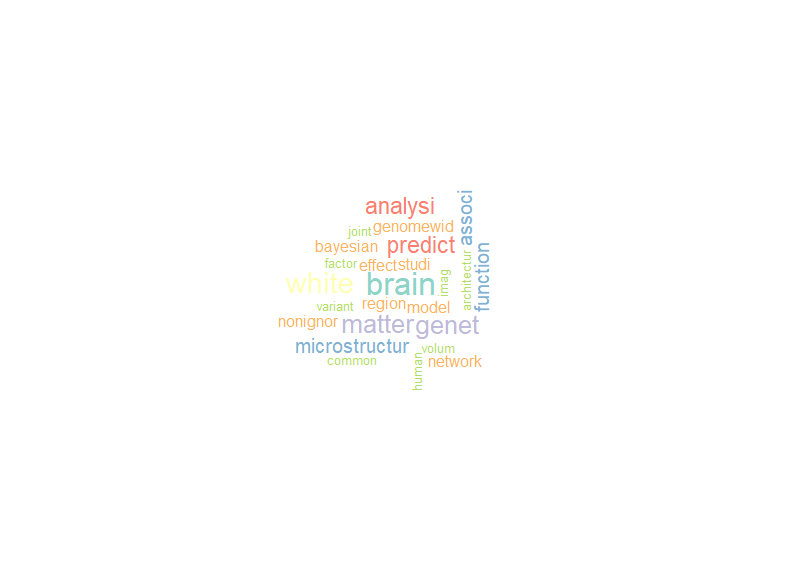 analysi
associ
joint
genomewid
bayesian
predict
factor
effect
studi
function
architectur
imag
white
brain
variant
region
model
nonignor
matter
genet
microstructur
volum
common
human
network